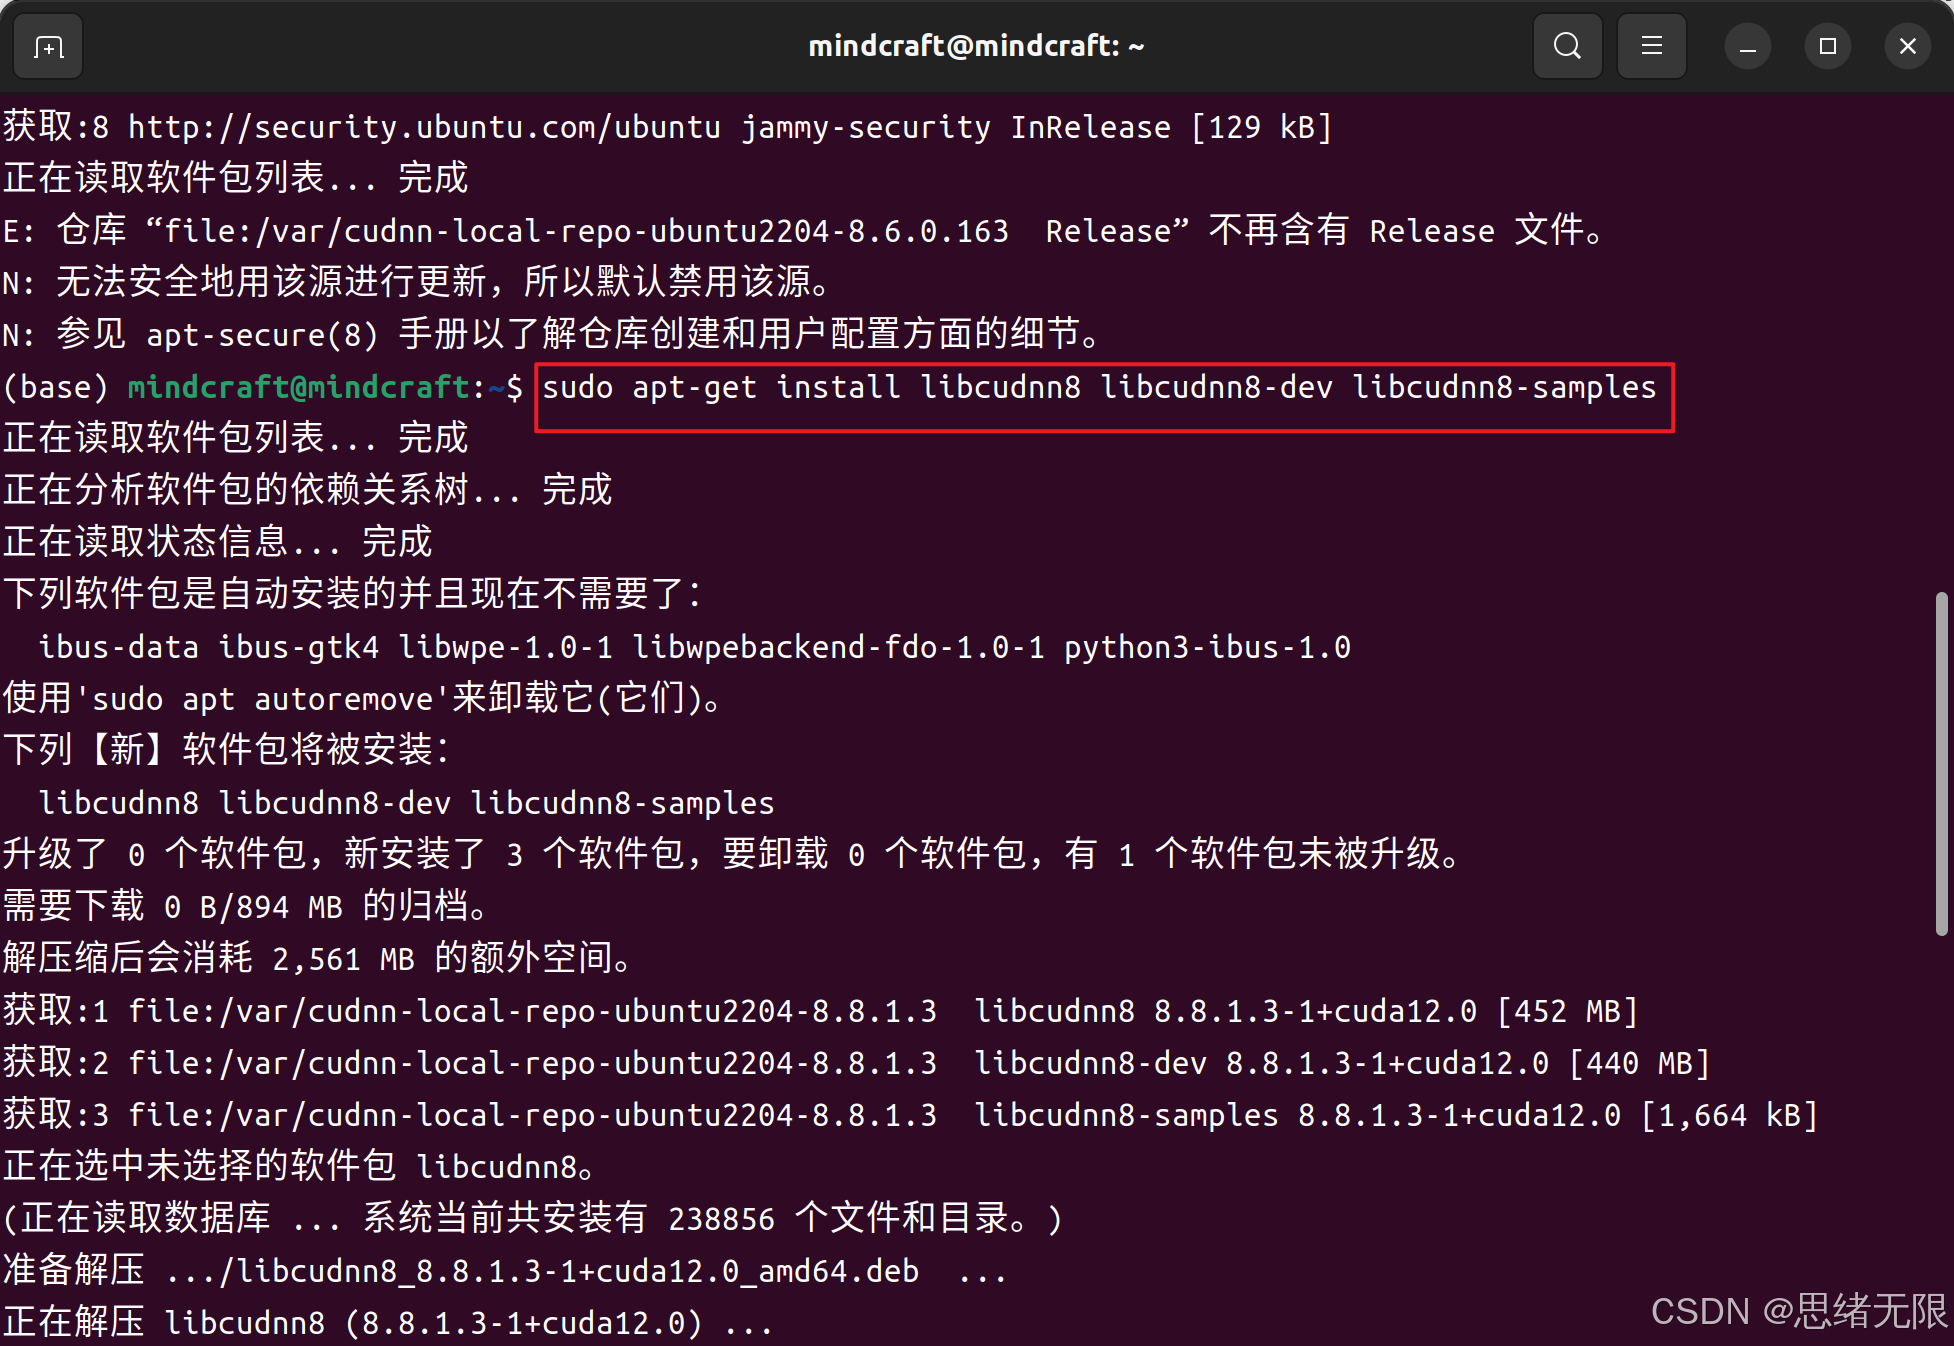 mindcraft@mindcraft: ~
获取:8 http://security.ubuntu.com/ubuntu jammy-security InRelease [129 kB]
正在读取软件包列表... 完成
E: 仓库 “file:/var/cudnn-local-repo-ubuntu2204-8.6.0.163  Release” 不再含有 Release 文件。
N: 无法安全地用该源进行更新，所以默认禁用该源。
N: 参见 apt-secure(8) 手册以了解仓库创建和用户配置方面的细节。
(base) mindcraft@mindcraft:~$ sudo apt-get install libcudnn8 libcudnn8-dev libcudnn8-samples
正在读取软件包列表... 完成
正在分析软件包的依赖关系树... 完成
正在读取状态信息... 完成
下列软件包是自动安装的并且现在不需要了：
  ibus-data ibus-gtk4 libwpe-1.0-1 libwpebackend-fdo-1.0-1 python3-ibus-1.0
使用'sudo apt autoremove'来卸载它(它们)。
下列【新】软件包将被安装：
  libcudnn8 libcudnn8-dev libcudnn8-samples
升级了 0 个软件包，新安装了 3 个软件包，要卸载 0 个软件包，有 1 个软件包未被升级。
需要下载 0 B/894 MB 的归档。
解压缩后会消耗 2,561 MB 的额外空间。
获取:1 file:/var/cudnn-local-repo-ubuntu2204-8.8.1.3  libcudnn8 8.8.1.3-1+cuda12.0 [452 MB]
获取:2 file:/var/cudnn-local-repo-ubuntu2204-8.8.1.3  libcudnn8-dev 8.8.1.3-1+cuda12.0 [440 MB]
获取:3 file:/var/cudnn-local-repo-ubuntu2204-8.8.1.3  libcudnn8-samples 8.8.1.3-1+cuda12.0 [1,664 kB]
正在选中未选择的软件包 libcudnn8。
(正在读取数据库 ... 系统当前共安装有 238856 个文件和目录。)
准备解压 .../libcudnn8_8.8.1.3-1+cuda12.0_amd64.deb  ...
正在解压 libcudnn8 (8.8.1.3-1+cuda12.0) ...
CSDN @思绪无限